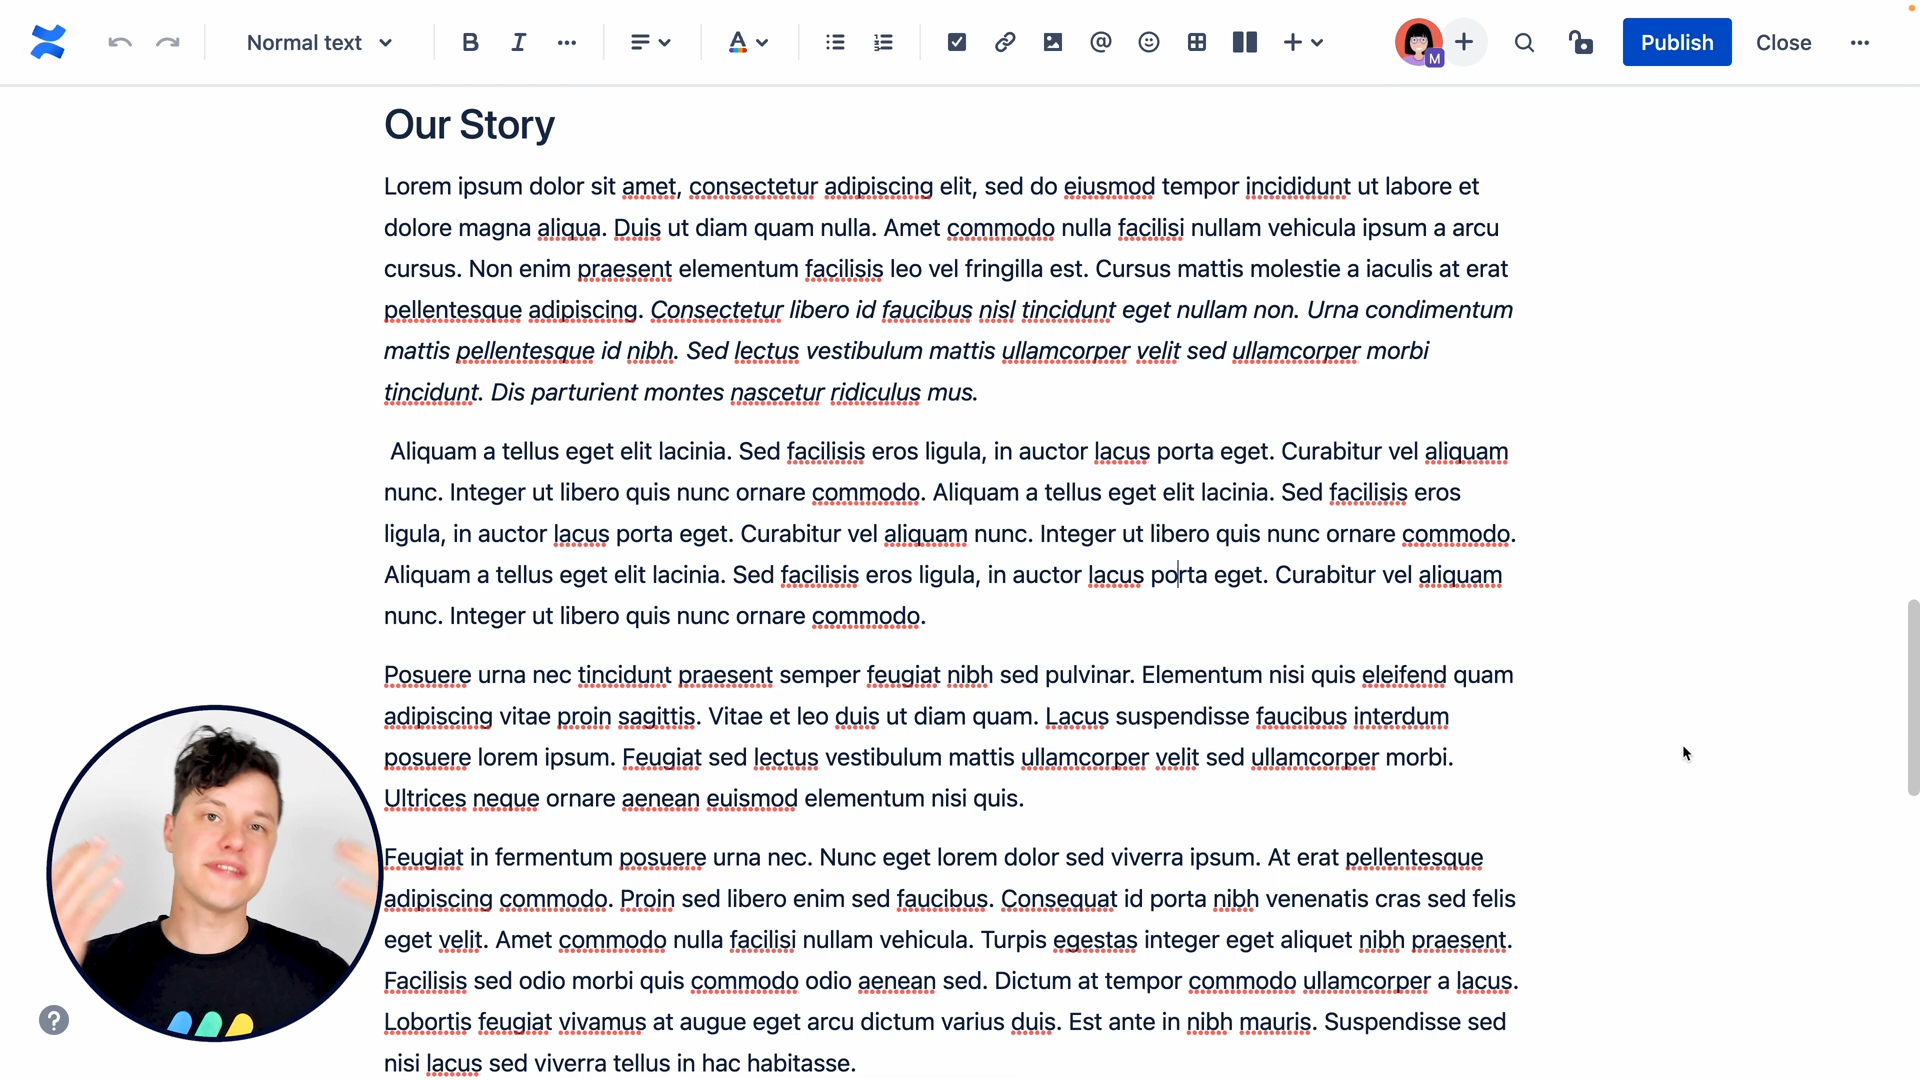 Normal text
B I
A
@
M
Publish
Close
Our Story
Lorem ipsum dolor sit amet, consectetur adipiscing elit, sed do eiusmod tempor incididunt ut labore et
dolore magna aliqua. Duis ut diam quam nulla. Amet commodo nulla facilisi nullam vehicula ipsum a arcu
cursus. Non enim praesent elementum facilisis leo vel fringilla est. Cursus mattis molestie a iaculis at erat
pellentesque adipiscing. Consectetur libero id faucibus nisl tincidunt eget nullam non. Urna condimentum
mattis pellentesque id nibh. Sed lectus vestibulum mattis ullamcorper velit sed ullamcorper morbi
tincidunt. Dis parturient montes nascetur ridiculus mus.
Aliquam a tellus eget elit lacinia. Sed facilisis eros ligula, in auctor lacus porta eget. Curabitur vel aliquam
nunc. Integer ut libero quis nunc ornare commodo. Aliquam a tellus eget elit lacinia. Sed facilisis eros
ligula, in auctor lacus porta eget. Curabitur vel aliquam nunc. Integer ut libero quis nunc ornare commodo.
Aliquam a tellus eget elit lacinia. Sed facilisis eros ligula, in auctor lacus porta eget. Curabitur vel aliquam
nunc. Integer ut libero quis nunc ornare commodo.
Posuere urna nec tincidunt praesent semper feugiat nibh sed pulvinar. Elementum nisi quis eleifend quam
adipiscing vitae proin sagittis. Vitae et leo duis ut diam quam. Lacus suspendisse faucibus interdum
posuere lorem ipsum. Feugiat sed lectus vestibulum mattis ullamcorper velit sed ullamcorper morbi.
Ultrices neque ornare aenean euismod elementum nisi quis.
Feugiat in fermentum posuere urna nec. Nunc eget lorem dolor sed viverra ipsum. At erat pellentesque
adipiscing commodo. Proin sed libero enim sed faucibus. Consequat id porta nibh venenatis cras sed felis
eget velit. Amet commodo nulla facilisi nullam vehicula. Turpis egestas integer eget aliquet nibh praesent.
Facilisis sed odio morbi quis commodo odio aenean sed. Dictum at tempor commodo ullamcorper a lacus.
Lobortis feugiat vivamus at augue eget arcu dictum varius duis. Est ante in nibh mauris. Suspendisse sed
nisi lacus sed viverra tellus in hac habitasse.
?